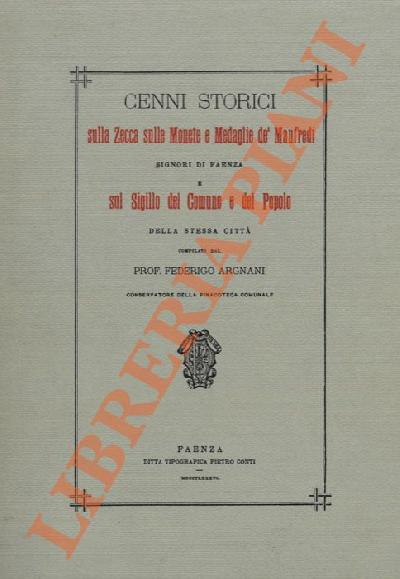 CENNI STORICI
sulla Zecca sulle Monete e Medaglie de' Manfredi
SIGNORI DI FAENZA
E
sul Sigillo del Comune e del Popolo
DELLA STESSA CITTÀ
COMPILATI DAL
PROF. FEDERIGO ARGNANI
CONSERVATORE DELLA PINACOTECA COMUNALE
FAENZA
DITTA TIPOGRAFICA PIETRO CONTI
LIBRERIA PIANI